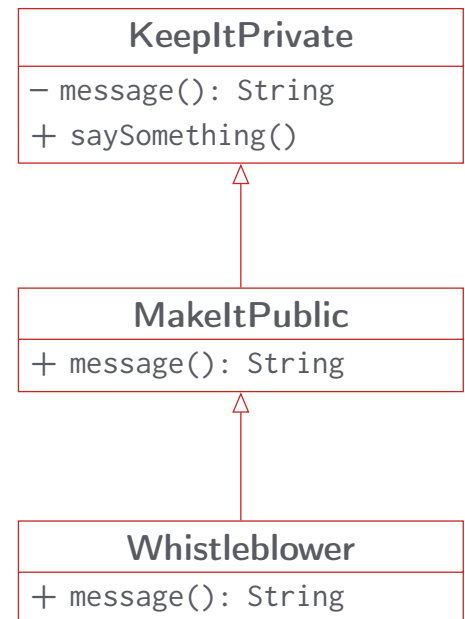 KeepItPrivate
− message(): String
+ saySomething()
MakeItPublic
+ message(): String
Whistleblower
+ message(): String